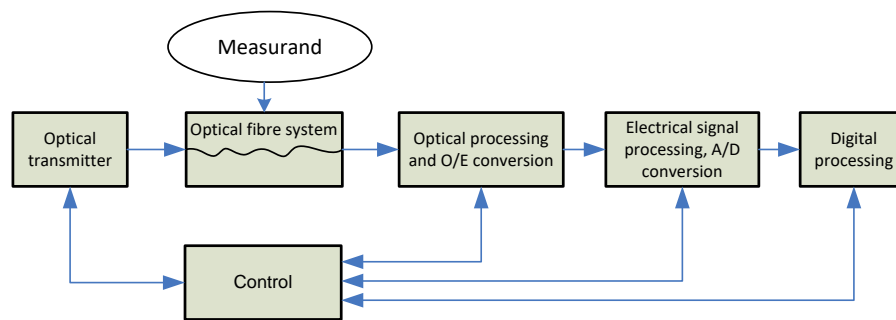 Measurand
Optical
transmitter
Optical fibre system
Optical processing
and O/E conversion
Electrical signal
processing, A/D
conversion
Digital
processing
Control